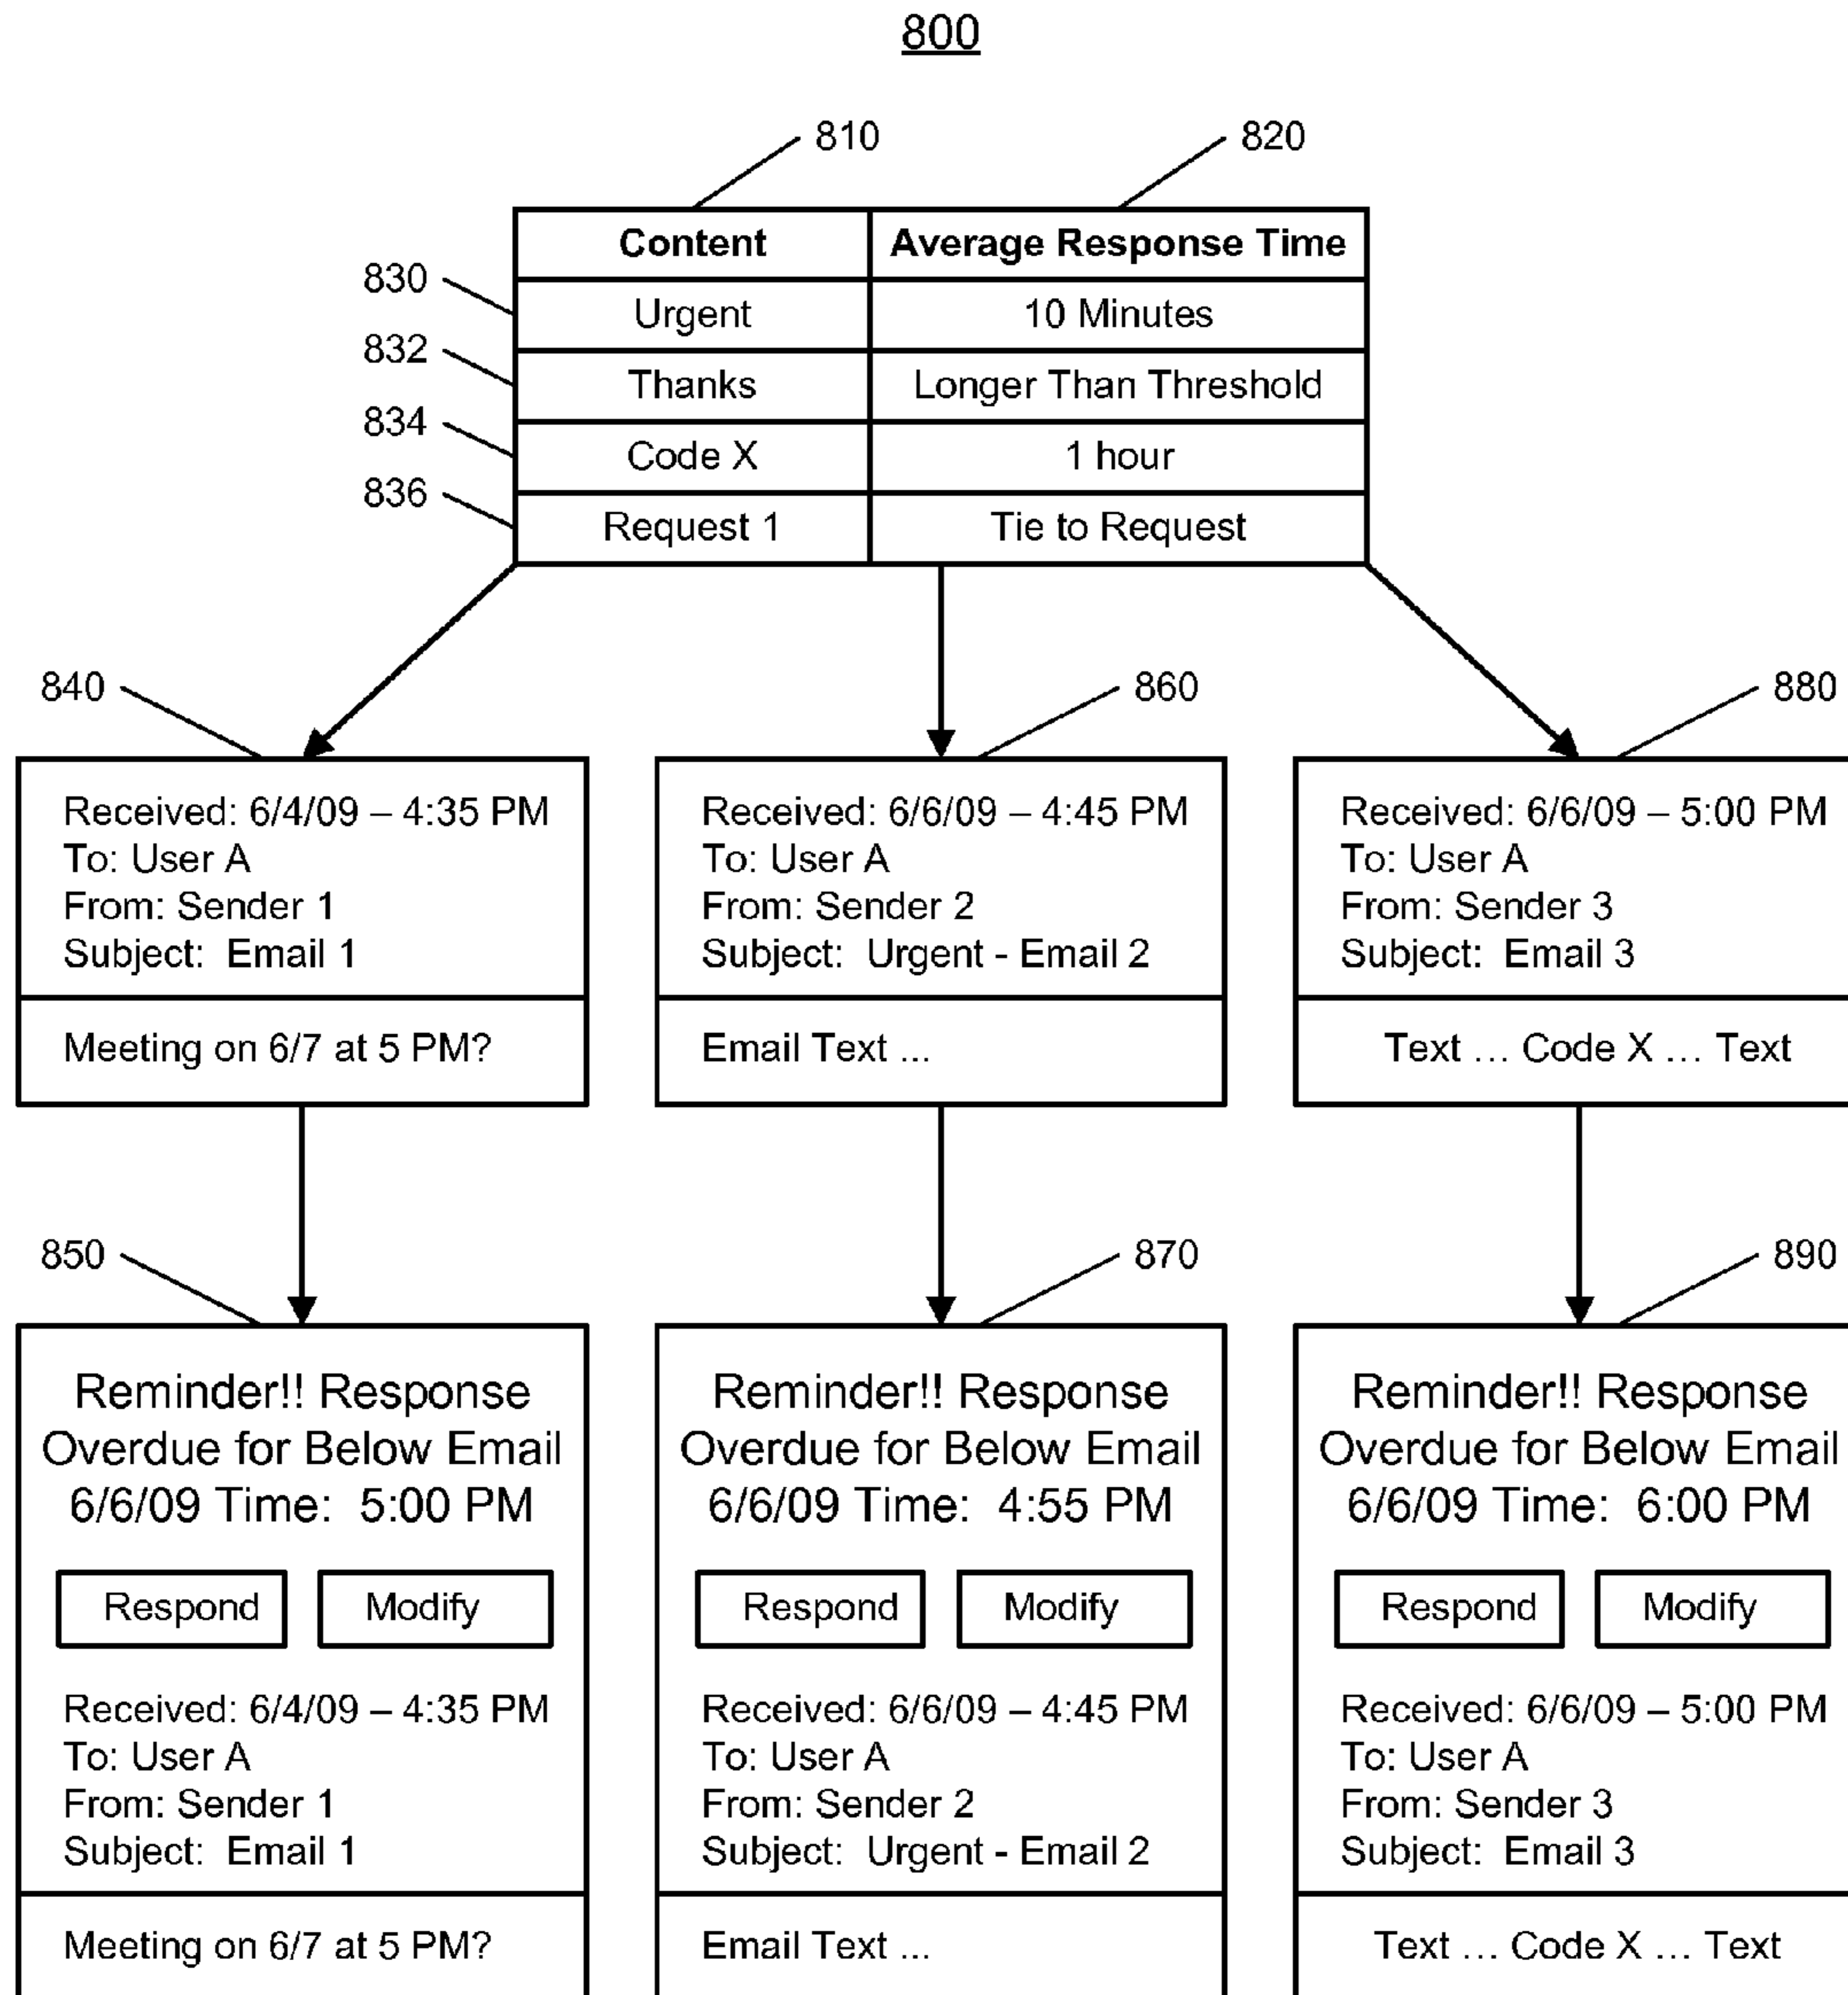 800
810
820
Content Average Response Time
830
Urgent 10 Minutes
832
Thanks Longer Than Threshold
834
Code X 1 hour
836
Request 1 Tie to Request
840
Received: 6/4/09 – 4:35 PM
To: User A
From: Sender 1
Subject: Email 1
Meeting on 6/7 at 5 PM?
860
Received: 6/6/09 – 4:45 PM
To: User A
From: Sender 2
Subject: Urgent - Email 2
Email Text ...
880
Received: 6/6/09 – 5:00 PM
To: User A
From: Sender 3
Subject: Email 3
Text … Code X … Text
850
Reminder!! Response
Overdue for Below Email
6/6/09 Time: 5:00 PM
Respond Modify
Received: 6/4/09 – 4:35 PM
To: User A
From: Sender 1
Subject: Email 1
Meeting on 6/7 at 5 PM?
870
Reminder!! Response
Overdue for Below Email
6/6/09 Time: 4:55 PM
Respond Modify
Received: 6/6/09 – 4:45 PM
To: User A
From: Sender 2
Subject: Urgent - Email 2
Email Text ...
890
Reminder!! Response
Overdue for Below Email
6/6/09 Time: 6:00 PM
Respond Modify
Received: 6/6/09 – 5:00 PM
To: User A
From: Sender 3
Subject: Email 3
Text … Code X … Text